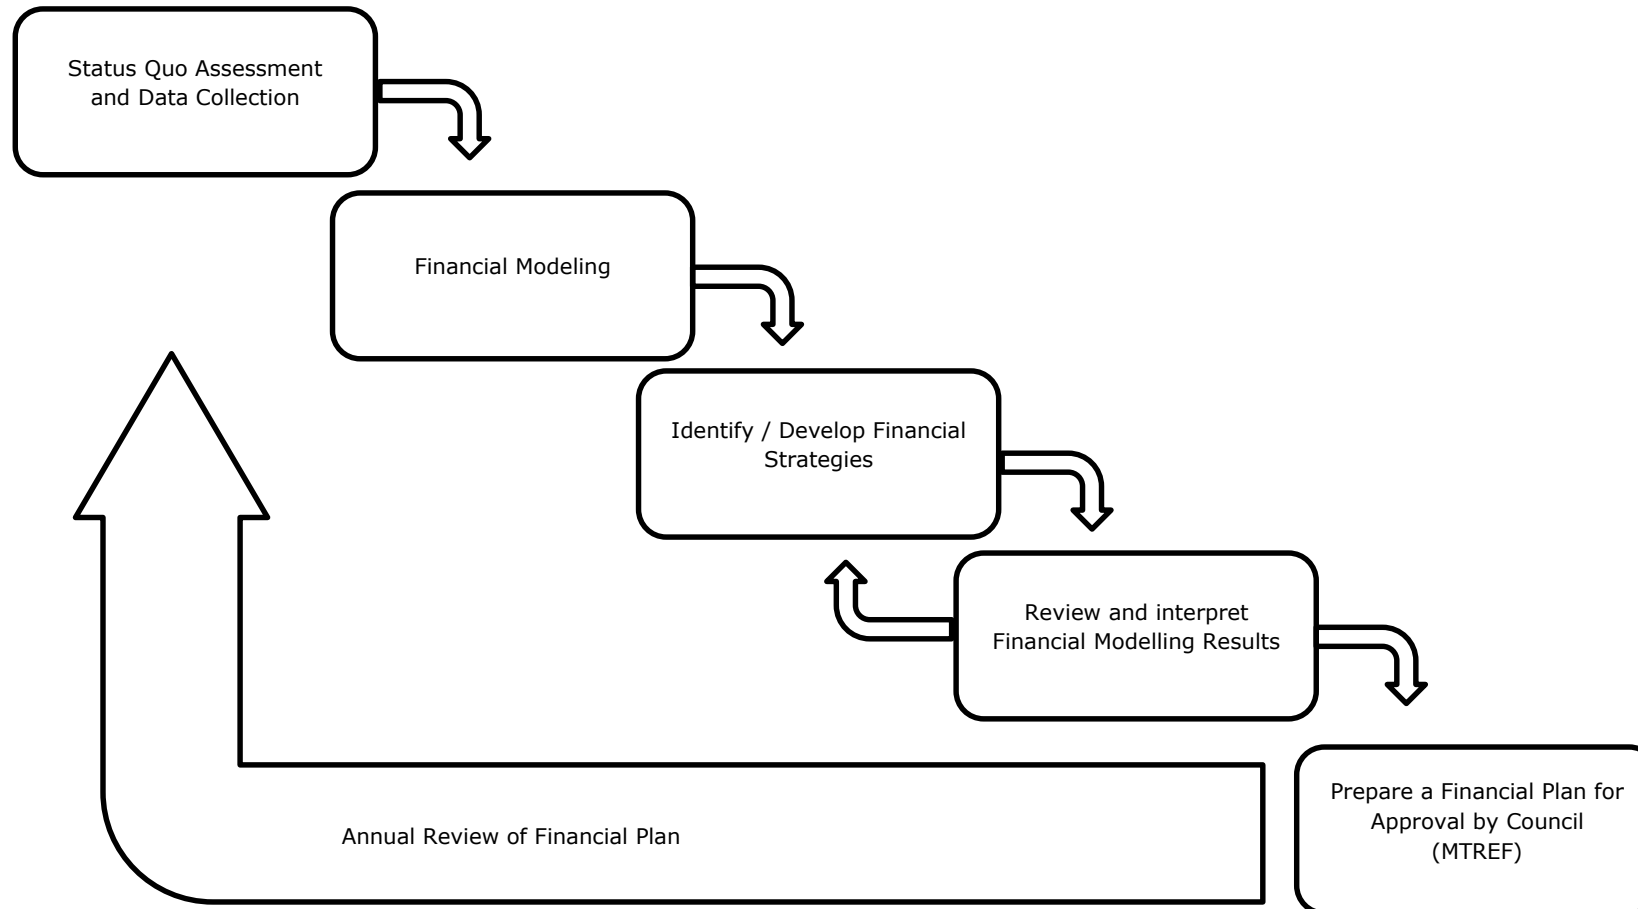 Status Quo Assessment
and Data Collection
Financial Modeling
Identify / Develop Financial
Strategies
Review and interpret
Financial Modelling Results
Prepare a Financial Plan for
Approval by Council
(MTREF)
Annual Review of Financial Plan